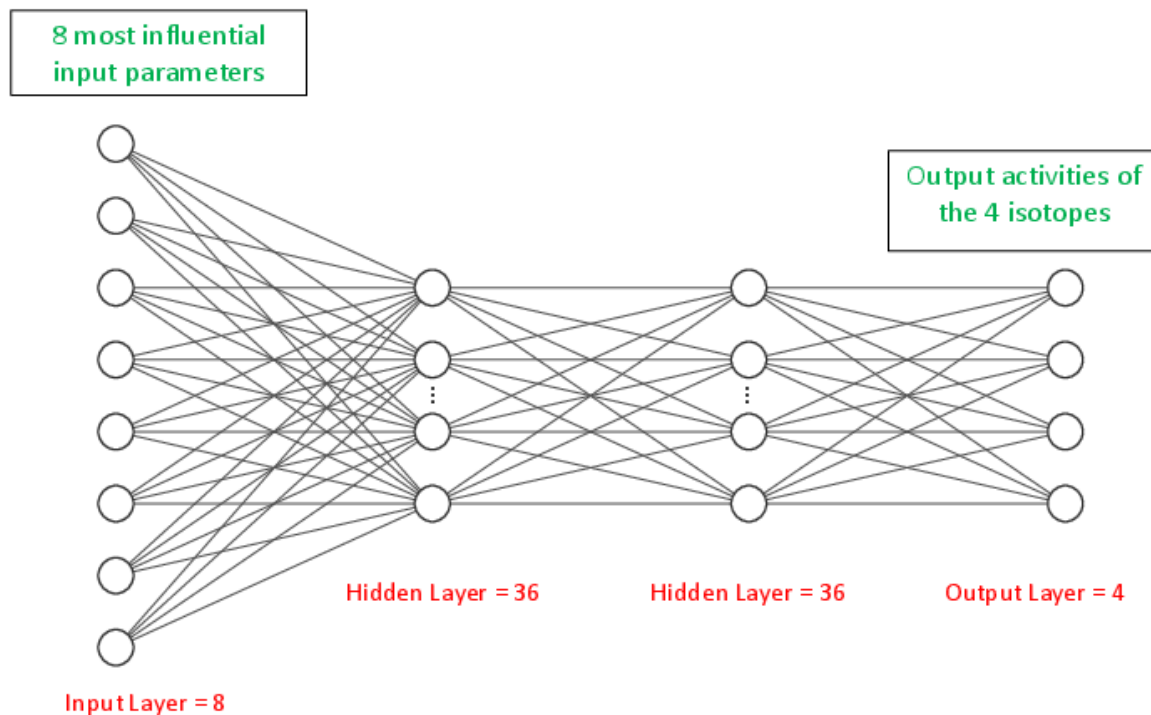 8 most influential
input parameters
Output activities of
the 4 isotopes
Hidden Layer = 36
Hidden Layer = 36
Output Layer = 4
Input Layer = 8